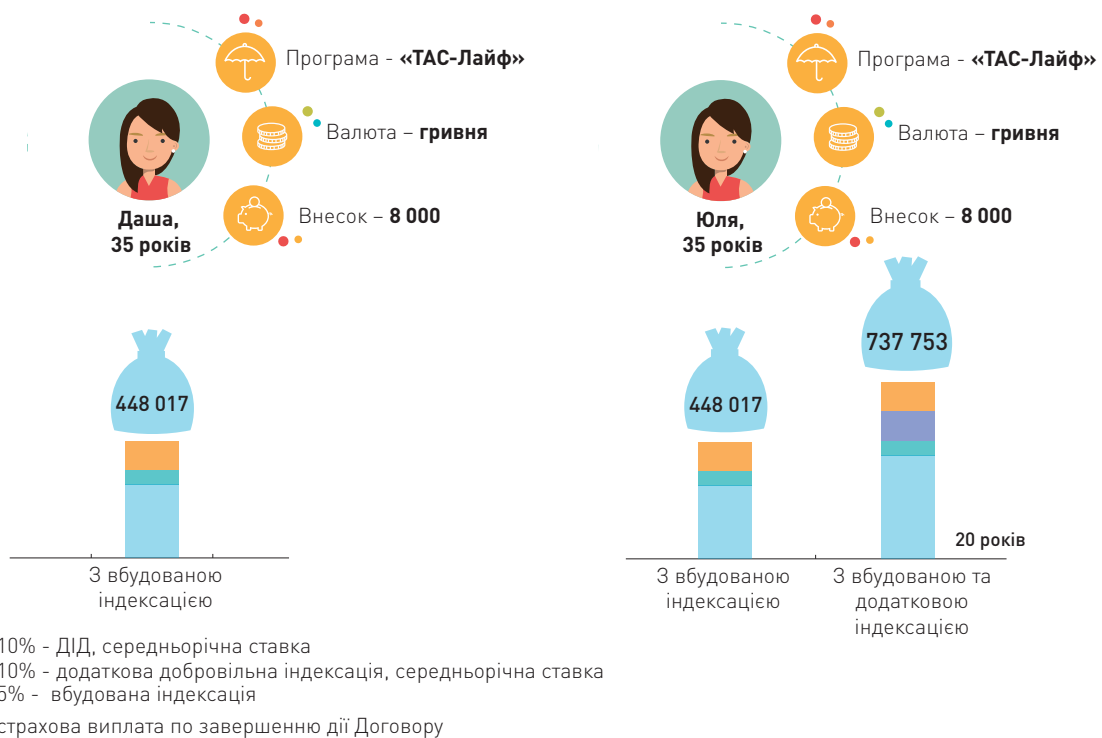 Програма - «ТАС-Лайф»
Валюта – гривня
Внесок – 8 000
Даша,
35 років
448 017
З вбудованою
індексацією
Програма - «ТАС-Лайф»
Валюта – гривня
Внесок – 8 000
Юля,
35 років
448 017
737 753
20 років
З вбудованою
індексацією
З вбудованою та
додатковою
індексацією
10% - ДІД, середньорічна ставка
10% - додаткова добровільна індексація, середньорічна ставка
5% - вбудована індексація
страхова виплата по завершенню дії Договору